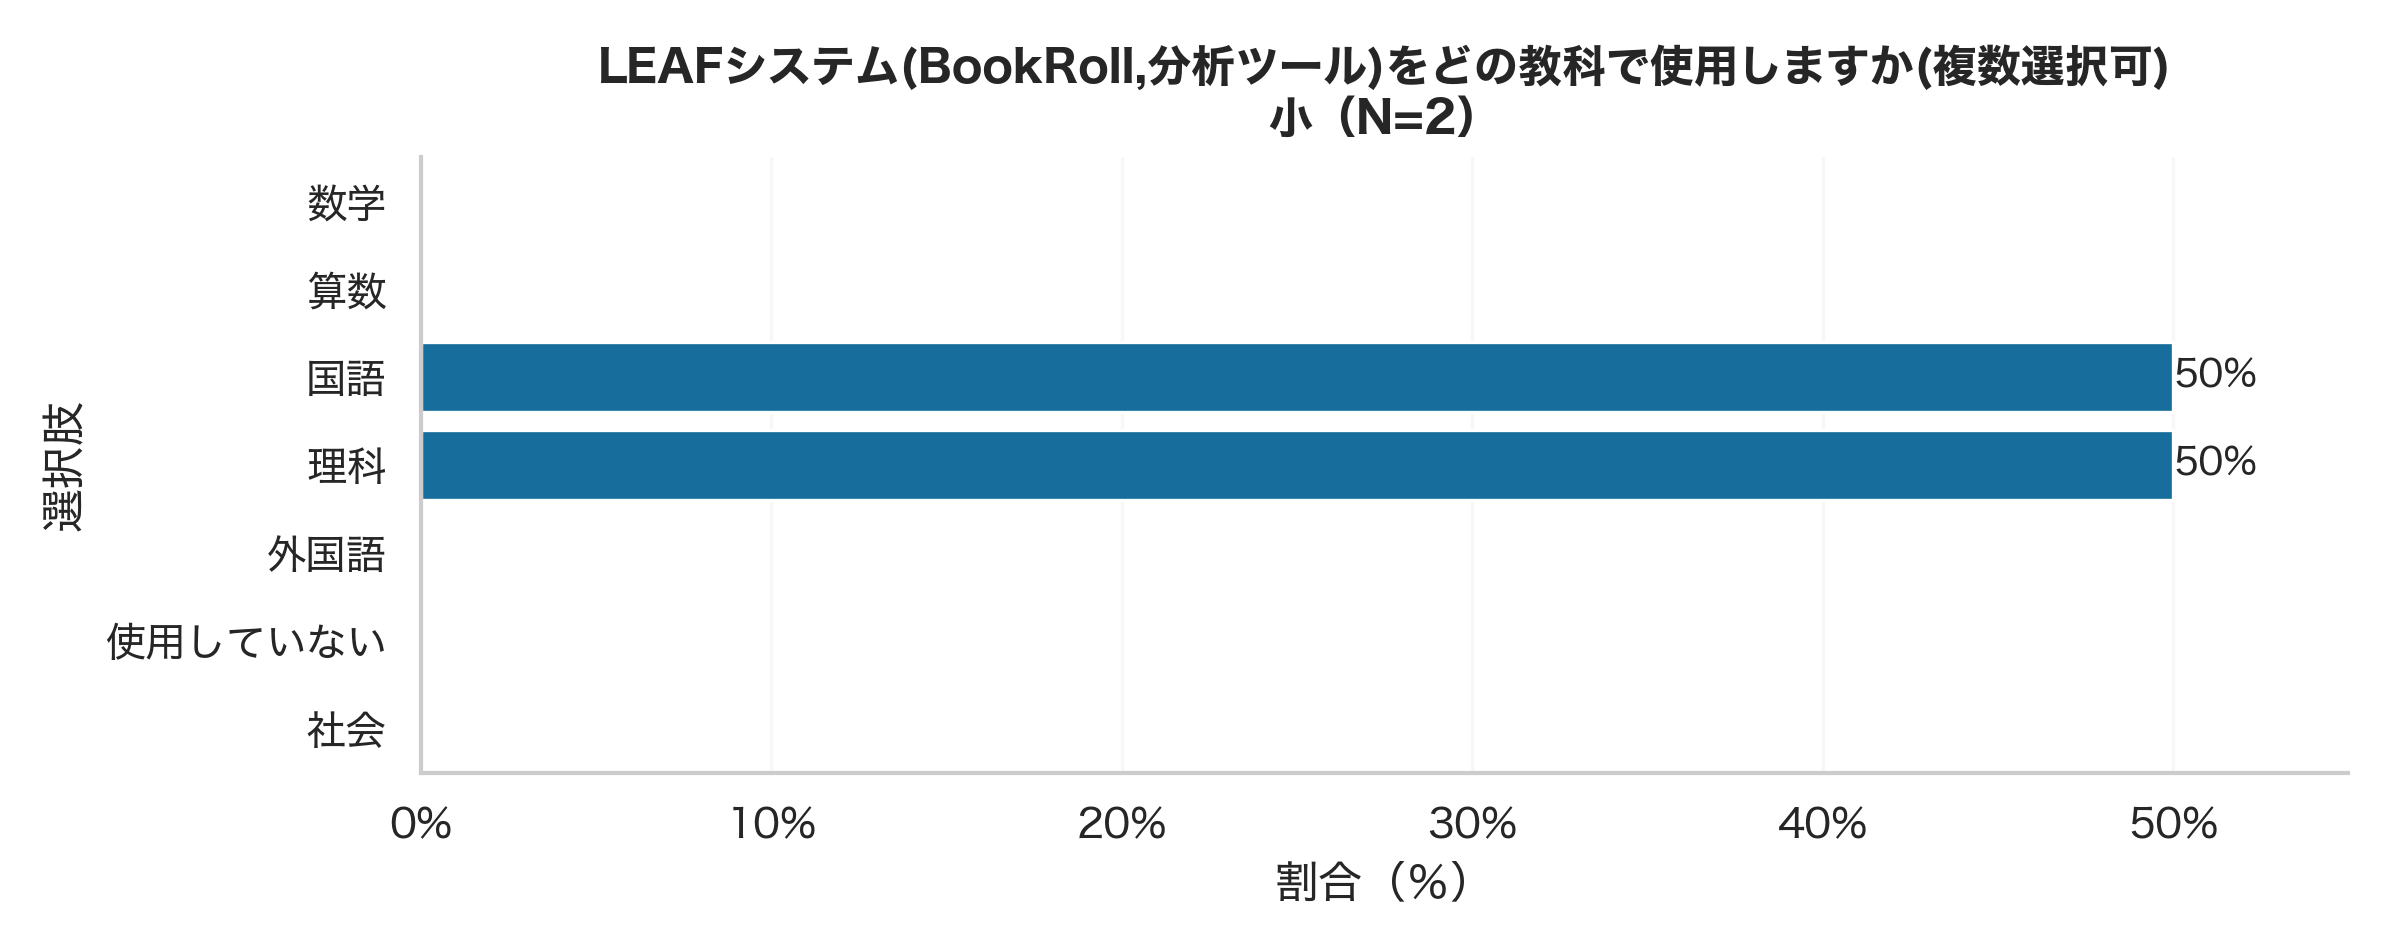 LEAFシステム(BookRoll,分析ツール)をどの教科で使用しますか(複数選択可)
小（N=2）
選択肢
数学
算数
国語
50%
理科
50%
外国語
使用していない
社会
0%
10%
20%
30%
40%
50%
割合（%）